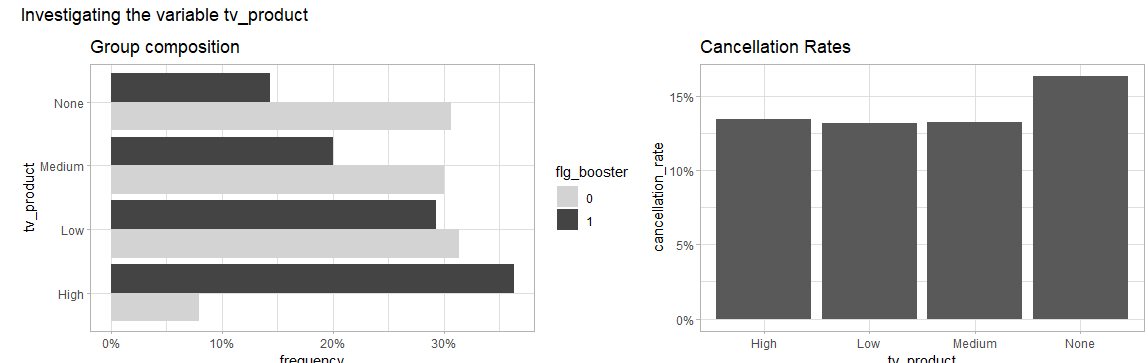 Investigating the variable tv_product
Group composition
None
Medium
Low
High
tv_product
0%
10%
20%
30%
frequency
flg_booster
0
1
Cancellation Rates
15%
10%
5%
0%
cancellation_rate
High
Low
Medium
None
tv_product